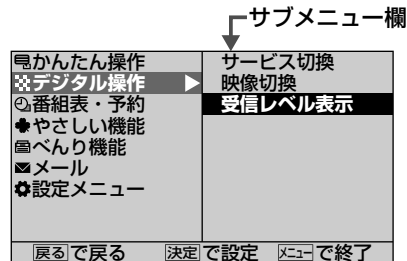 サブメニュー欄
かんたん操作
デジタル操作
番組表・予約
やさしい機能
べんり機能
メール
設定メニュー
サービス切換
映像切換
受信レベル表示
戻る で戻る 決定 で設定 メニュー で終了